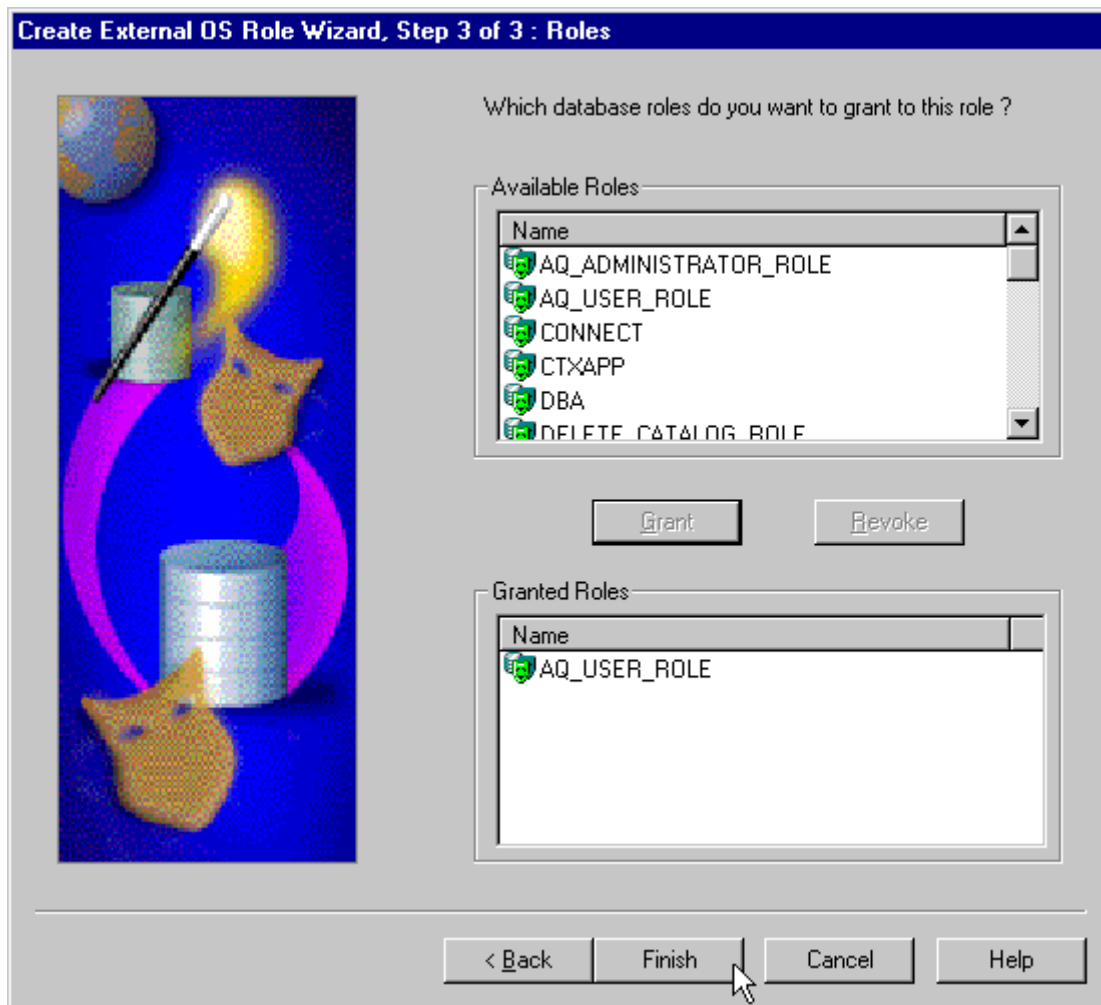 Create External OS Role Wizard, Step 3 of 3 : Roles
Which database roles do you want to grant to this role ?
Available Roles
Name
AQ_ADMINISTRATOR_ROLE
AQ_USER_ROLE
CONNECT
CTXAPP
DBA
DELETE_CATALOG_ROLE
Grant Revoke
Granted Roles
Name
AQ_USER_ROLE
< Back Finish Cancel Help